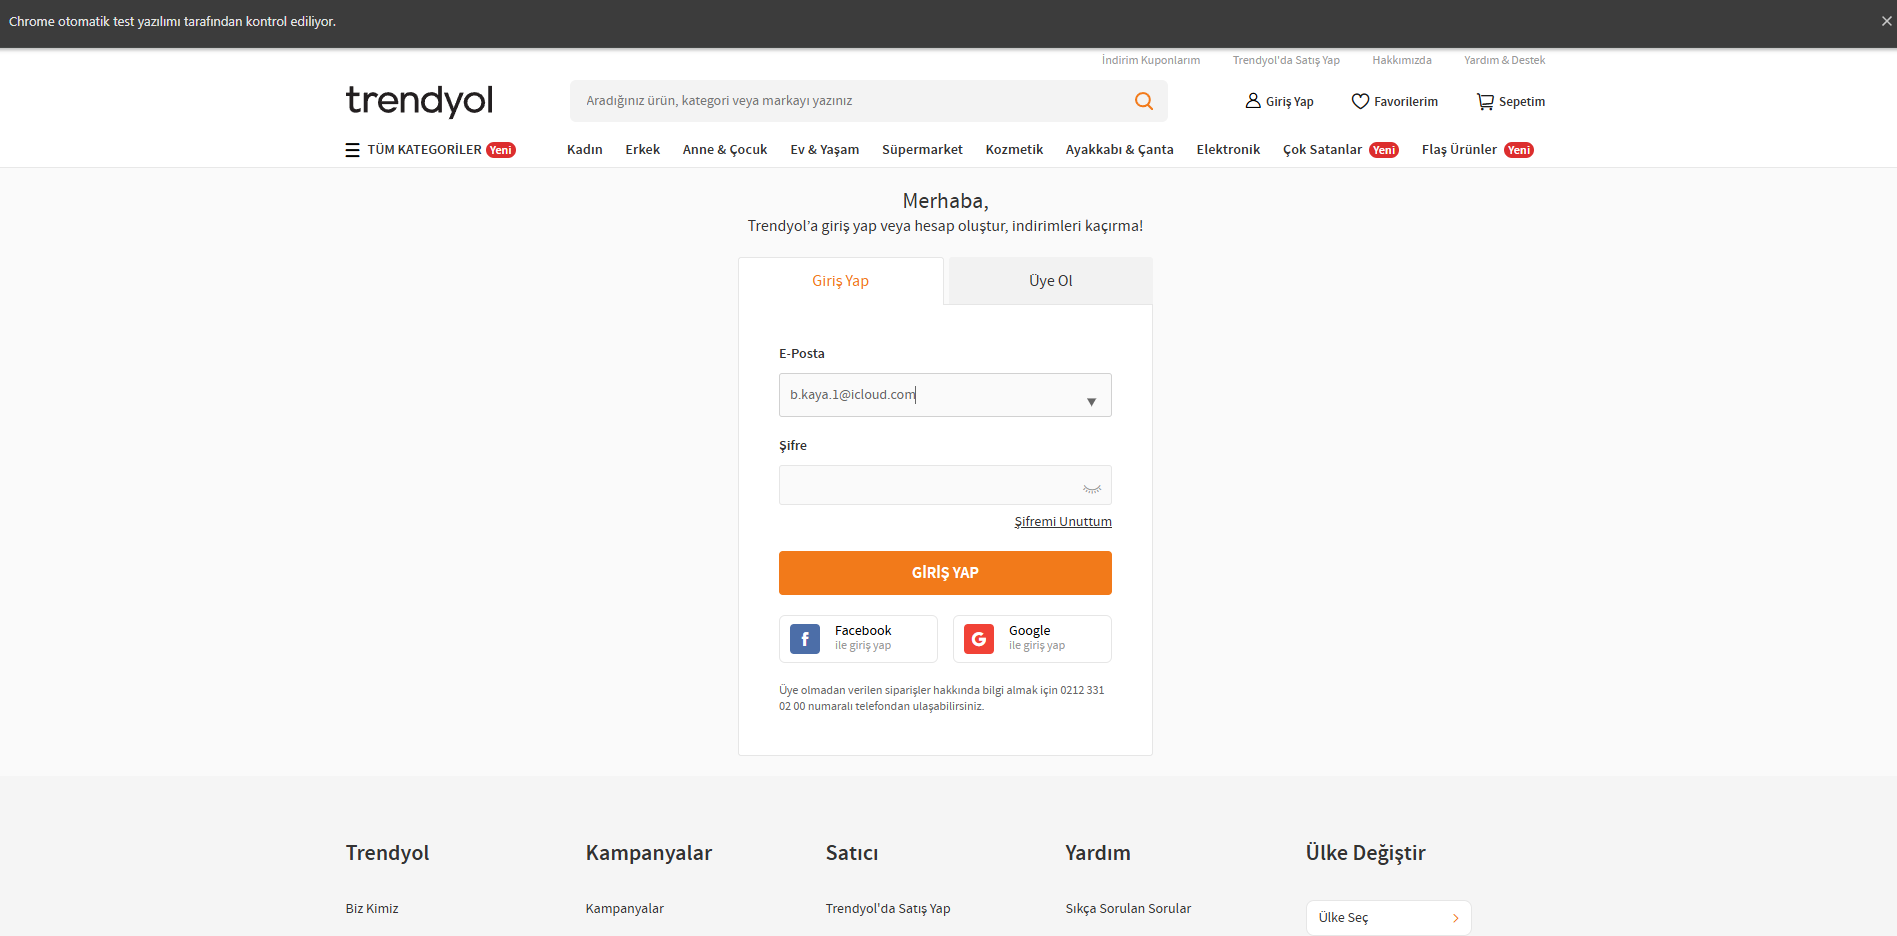 Chrome otomatik test yazılımı tarafından kontrol ediliyor.
İndirim Kuponlarım Trendyol'da Satış Yap Hakkımızda Yardım & Destek
trendyol
Aradığınız ürün, kategori veya markayı yazınız
Giriş Yap Favorilerim Sepetim
TÜM KATEGORİLER Yeni Kadın Erkek Anne & Çocuk Ev & Yaşam Süpermarket Kozmetik Ayakkabı & Çanta Elektronik Çok Satanlar Yeni Flaş Ürünler Yeni
Merhaba,
Trendyol’a giriş yap veya hesap oluştur, indirimleri kaçırma!
Giriş Yap Üye Ol
E-Posta
b.kaya.1@icloud.com
Şifre
Şifremi Unuttum
GİRİŞ YAP
f Facebook
ile giriş yap
G Google
ile giriş yap
Üye olmadan verilen siparişler hakkında bilgi almak için 0212 331
02 00 numaralı telefondan ulaşabilirsiniz.
Trendyol Kampanyalar Satıcı Yardım Ülke Değiştir
Biz Kimiz Kampanyalar Trendyol'da Satış Yap Sıkça Sorulan Sorular
Ülke Seç